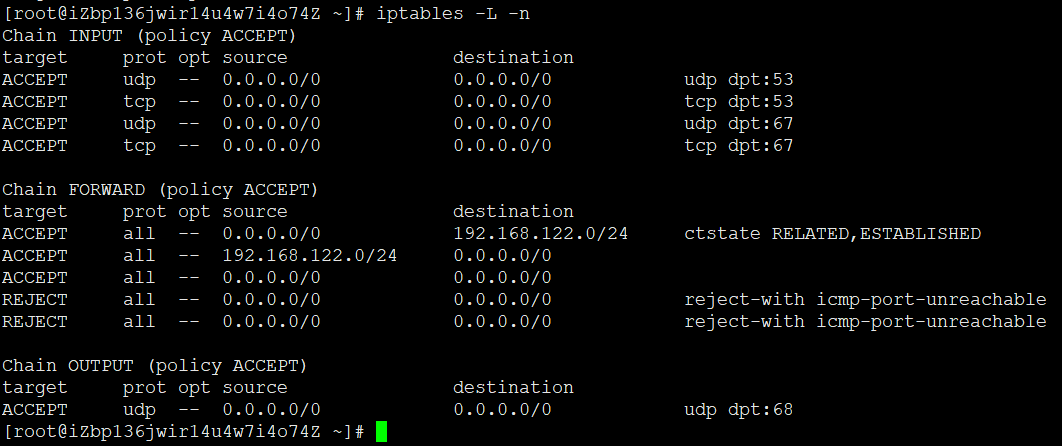 [root@iZbp136jwir14u4w7i4o74Z ~]# iptables -L -n
Chain INPUT (policy ACCEPT)
target     prot opt source               destination
ACCEPT     udp  --  0.0.0.0/0            0.0.0.0/0            udp dpt:53
ACCEPT     tcp  --  0.0.0.0/0            0.0.0.0/0            tcp dpt:53
ACCEPT     udp  --  0.0.0.0/0            0.0.0.0/0            udp dpt:67
ACCEPT     tcp  --  0.0.0.0/0            0.0.0.0/0            tcp dpt:67

Chain FORWARD (policy ACCEPT)
target     prot opt source               destination
ACCEPT     all  --  0.0.0.0/0            192.168.122.0/24     ctstate RELATED,ESTABLISHED
ACCEPT     all  --  192.168.122.0/24     0.0.0.0/0
ACCEPT     all  --  0.0.0.0/0            0.0.0.0/0
REJECT     all  --  0.0.0.0/0            0.0.0.0/0            reject-with icmp-port-unreachable
REJECT     all  --  0.0.0.0/0            0.0.0.0/0            reject-with icmp-port-unreachable

Chain OUTPUT (policy ACCEPT)
target     prot opt source               destination
ACCEPT     udp  --  0.0.0.0/0            0.0.0.0/0            udp dpt:68
[root@iZbp136jwir14u4w7i4o74Z ~]#